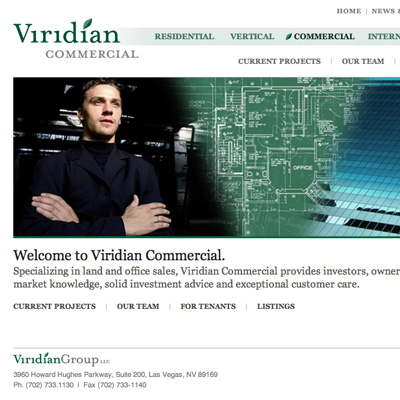 HOME | NEWS &
Viridian
COMMERCIAL
RESIDENTIAL VERTICAL COMMERCIAL INTERN
CURRENT PROJECTS | OUR TEAM |
OFFICE
Welcome to Viridian Commercial.
Specializing in land and office sales, Viridian Commercial provides investors, owner
market knowledge, solid investment advice and exceptional customer care.
CURRENT PROJECTS | OUR TEAM | FOR TENANTS | LISTINGS
ViridianGroup LLC
3960 Howard Hughes Parkway, Suite 200, Las Vegas, NV 89169
Ph. (702) 733.1130 | Fax (702) 733-1140